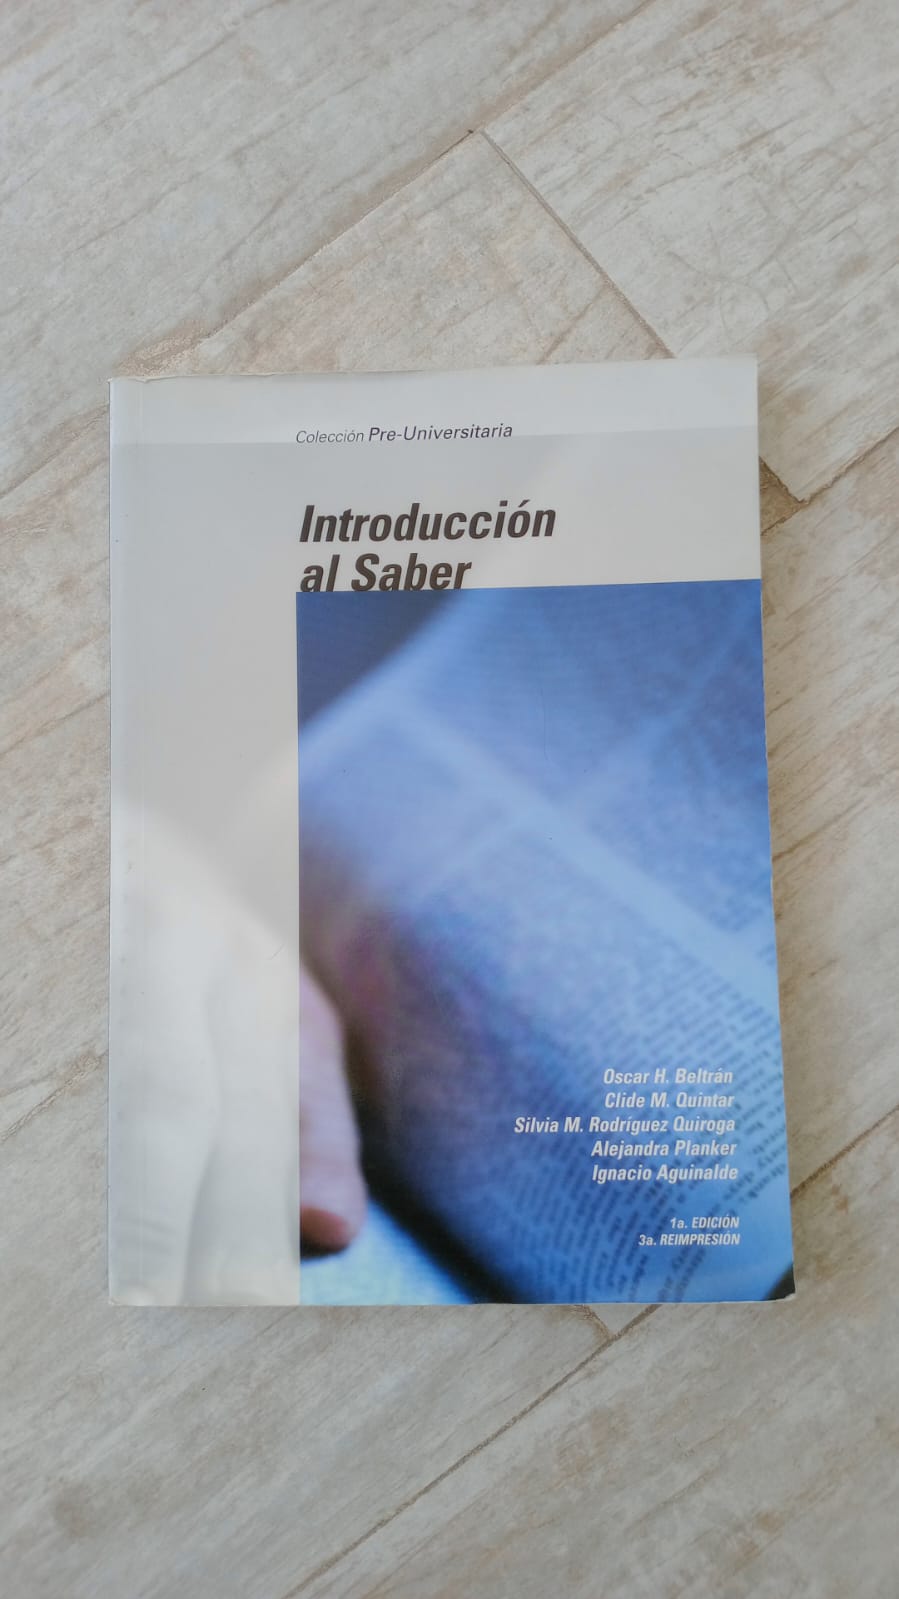 Colección Pre-Universitaria
Introducción
al Saber
Oscar H. Beltrán
Clide M. Quintar
Silvia M. Rodríguez Quiroga
Alejandra Planker
Ignacio Aguinalde
1a. EDICIÓN
3a. REIMPRESIÓN